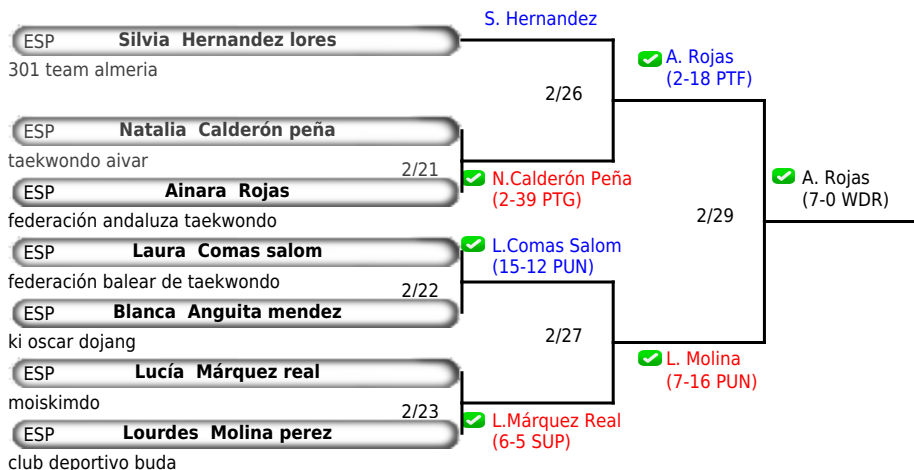 S. Hernandez
ESP Silvia Hernandez lores
301 team almeria
A. Rojas
(2-18 PTF)
2/26
ESP Natalia Calderón peña
taekwondo aivar
2/21
N.Calderón Peña
(2-39 PTG)
ESP Ainara Rojas
federación andaluza taekwondo
A. Rojas
(7-0 WDR)
2/29
ESP Laura Comas salom
federación balear de taekwondo
L.Comas Salom
(15-12 PUN)
2/22
ESP Blanca Anguita mendez
ki oscar dojang
2/27
ESP Lucía Márquez real
moiskimdo
L. Molina
(7-16 PUN)
2/23
L.Márquez Real
(6-5 SUP)
ESP Lourdes Molina perez
club deportivo buda